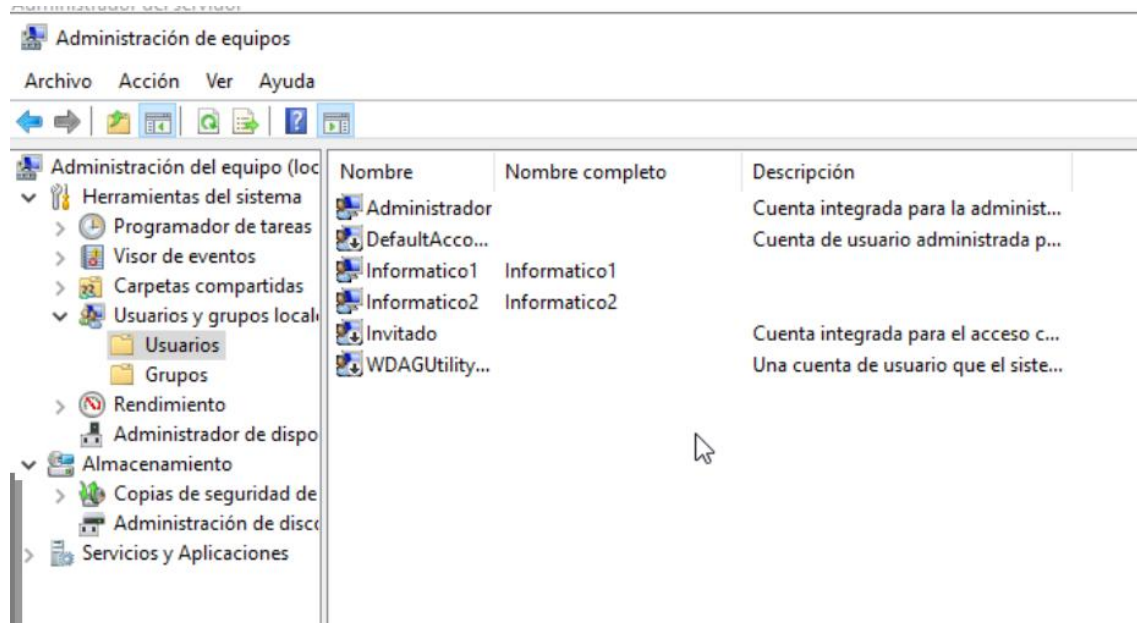 Administrador del servidor
Administración de equipos
Archivo Acción Ver Ayuda
Administración del equipo (loc
Herramientas del sistema
Programador de tareas
Visor de eventos
Carpetas compartidas
Usuarios y grupos local
Usuarios
Grupos
Rendimiento
Administrador de dispo
Almacenamiento
Copias de seguridad de
Administración de disc
Servicios y Aplicaciones
Nombre Nombre completo Descripción
Administrador Cuenta integrada para la administ...
DefaultAcco... Cuenta de usuario administrada p...
Informatico1 Informatico1
Informatico2 Informatico2
Invitado Cuenta integrada para el acceso c...
WDAGUtility... Una cuenta de usuario que el siste...